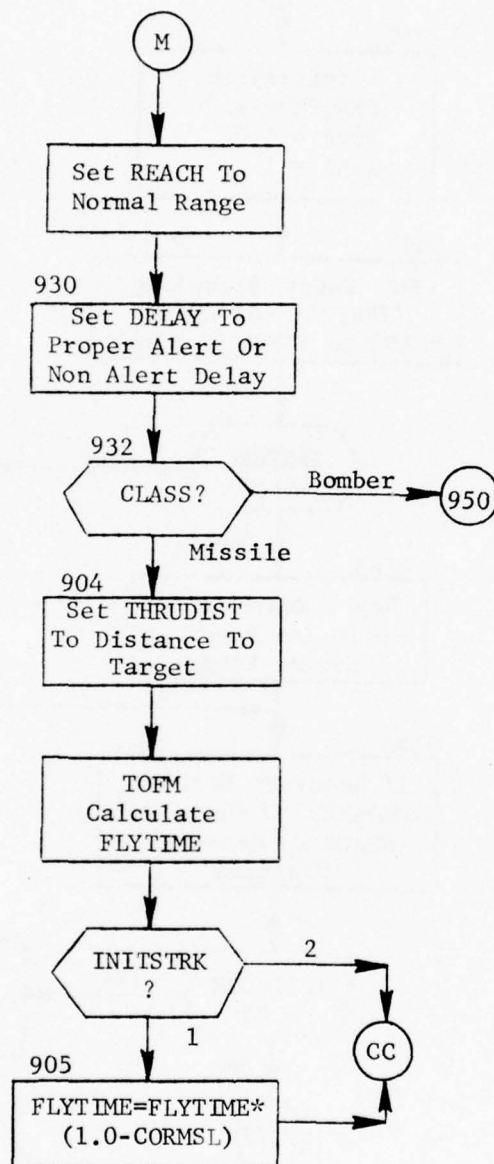 M
Set REACH To
Normal Range
930
Set DELAY To
Proper Alert Or
Non Alert Delay
932
CLASS?
Bomber
950
Missile
904
Set THRUDIST
To Distance To
Target
TOFM
Calculate
FLYTIME
INITSTRK
?
2
1
CC
905
FLYTIME=FLYTIME*
(1.0-CORMSL)